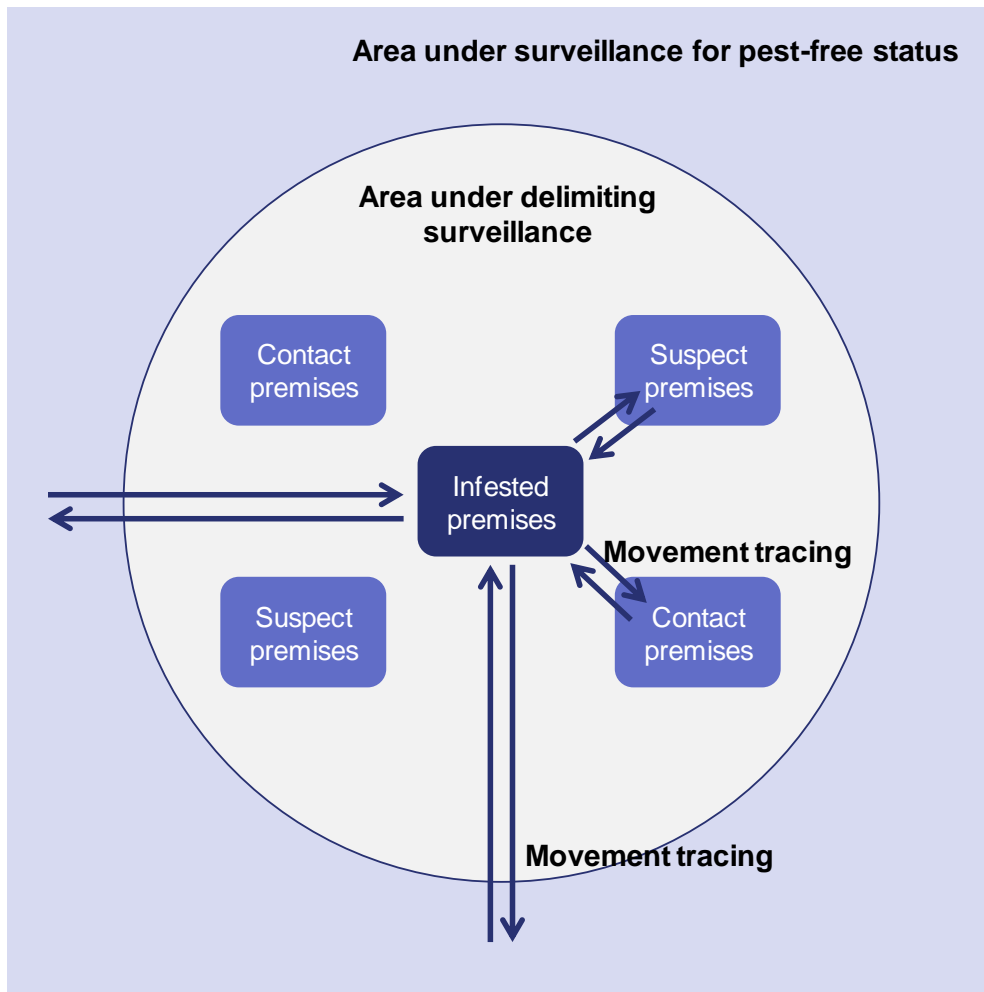 Area under surveillance for pest-free status
Area under delimiting
surveillance
Contact
premises
Suspect
premises
Infested
premises
Movement tracing
Suspect
premises
Contact
premises
Movement tracing